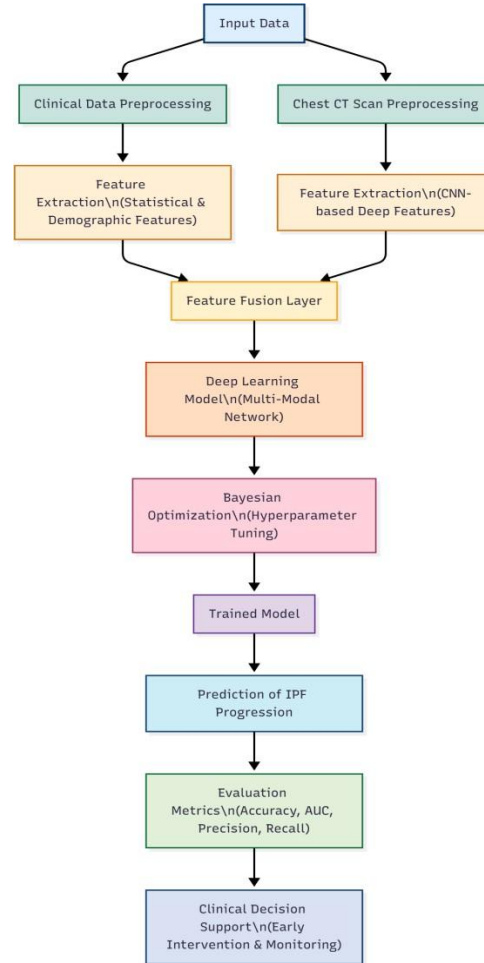 Input Data
Clinical Data Preprocessing
Chest CT Scan Preprocessing
Feature
Extraction\n(Statistical &
Demographic Features)
Feature Extraction\n(CNN-
based Deep Features)
Feature Fusion Layer
Deep Learning
Model\n(Multi-Modal
Network)
Bayesian
Optimization\n(Hyperparameter
Tuning)
Trained Model
Prediction of IPF
Progression
Evaluation
Metrics\n(Accuracy, AUC,
Precision, Recall)
Clinical Decision
Support\n(Early
Intervention & Monitoring)